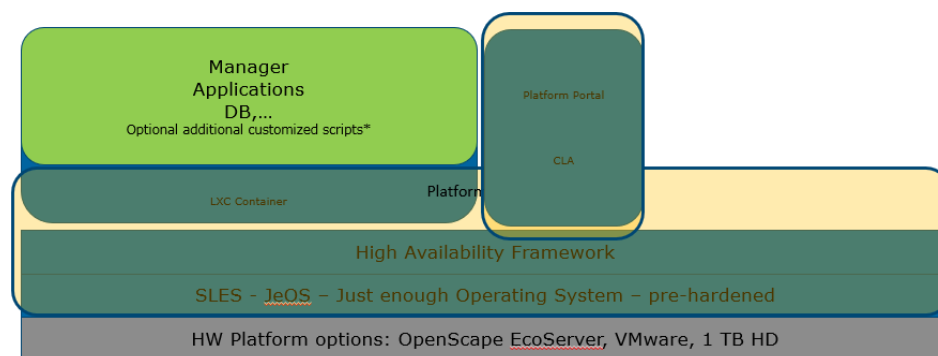 Manager
Applications
DB,...
Optional additional customized scripts*
Platform Portal
CLA
Platform
LXC Container
High Availability Framework
SLES - JeOS – Just enough Operating System – pre-hardened
HW Platform options: OpenScape EcoServer, VMware, 1 TB HD